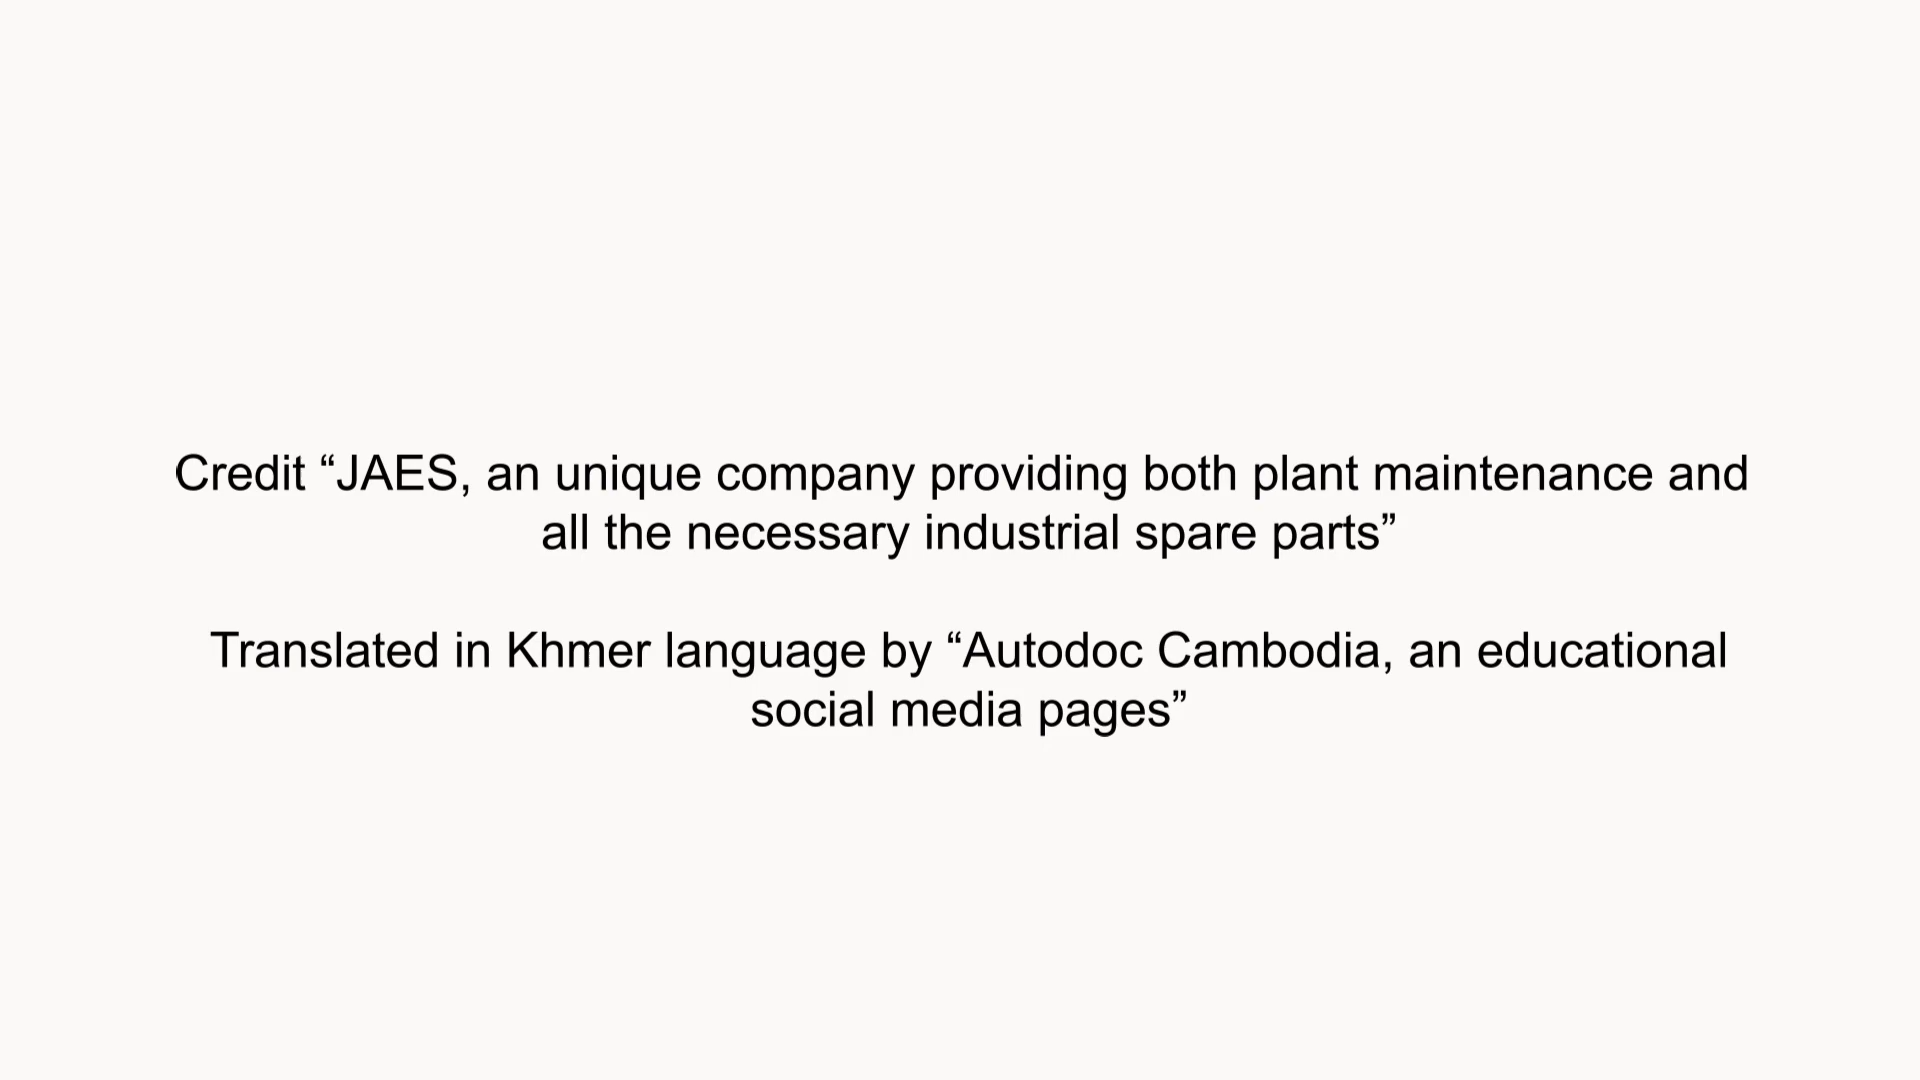 Credit “JAES, an unique company providing both plant maintenance and
all the necessary industrial spare parts”
Translated in Khmer language by “Autodoc Cambodia, an educational
social media pages”